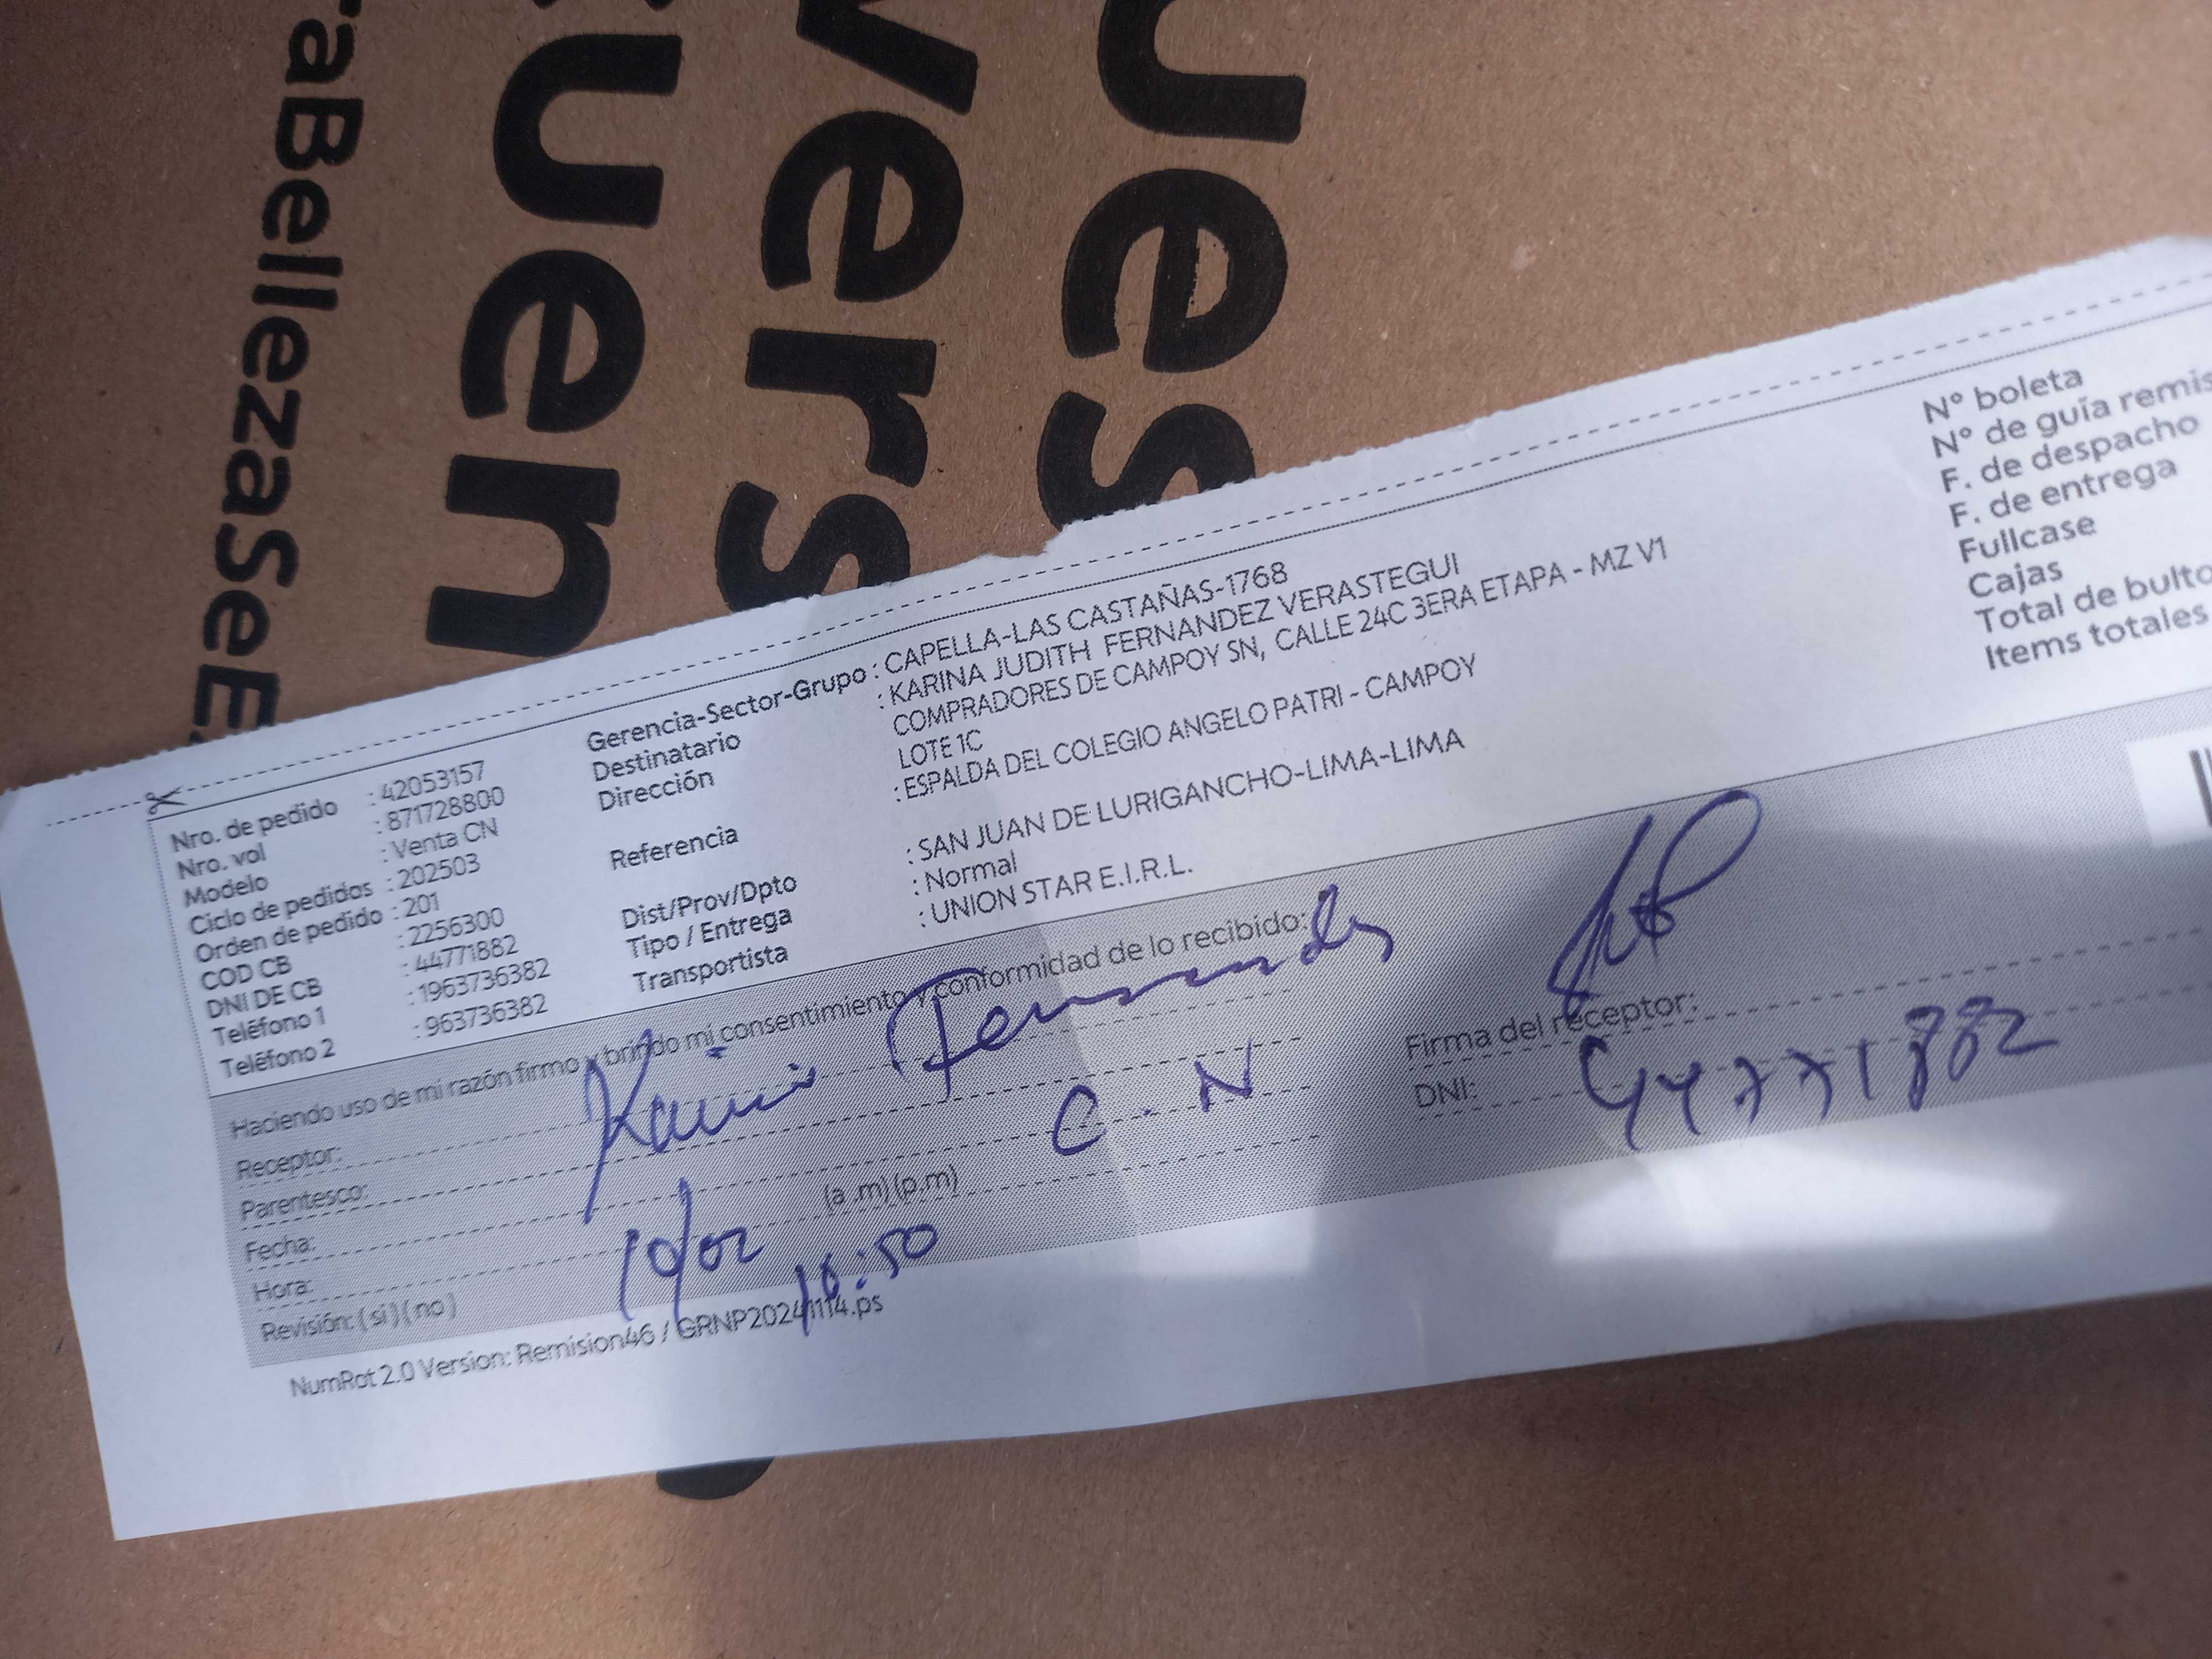 aBellezaSeE
uen
vers
ues
Nro. de pedido : 42053157
Nro. vol : 871728800
Modelo : Venta CN
Ciclo de pedidos : 202503
Orden de pedido : 201
COD CB : 2256300
DNI DE CB : 44771882
Teléfono 1 : 1963736382
Teléfono 2 : 963736382
Gerencia-Sector-Grupo : CAPELLA-LAS CASTAÑAS-1768
Destinatario : KARINA JUDITH FERNANDEZ VERASTEGUI
Dirección COMPRADORES DE CAMPOY SN, CALLE 24C 3ERA ETAPA - MZ V1
LOTE 1C
Referencia : ESPALDA DEL COLEGIO ANGELO PATRI - CAMPOY
Dist/Prov/Dpto : SAN JUAN DE LURIGANCHO-LIMA-LIMA
Tipo / Entrega : Normal
Transportista : UNION STAR E.I.R.L.
N° boleta
N° de guía remis
F. de despacho
F. de entrega
Fullcase
Cajas
Total de bulto
Items totales
Haciendo uso de mi razón firmo y brindo mi consentimiento y conformidad de lo recibido:
Receptor: Karina Fernandez
Parentesco: C.N
Fecha: 10/02
Hora: 16:50 (a.m) (p.m)
Revisión: (si) (no)
Firma del receptor:
DNI: 44771882
NumRot 2.0 Version: Remision46 / GRNP20241114.ps